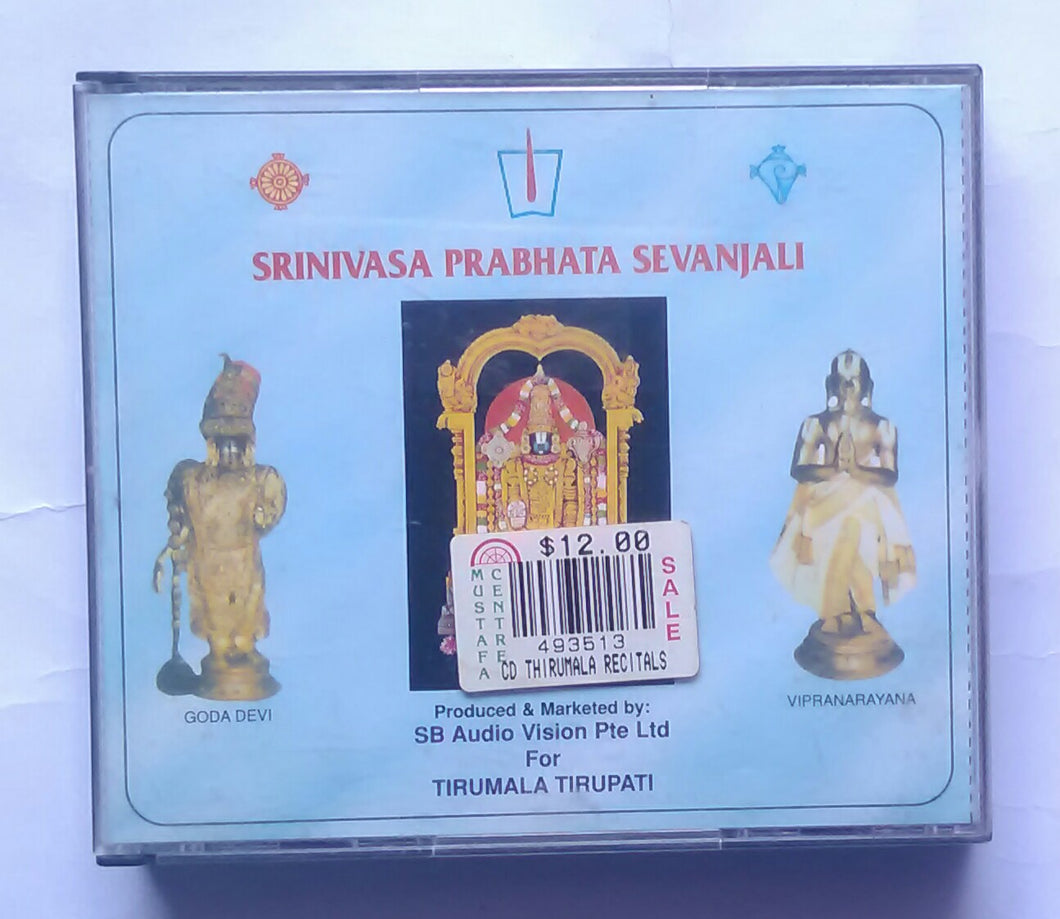 SRINIVASA PRABHATA SEVANJALI
$12.00
MUSTAFA
CENTRE
SALE
493513
CD THIRUMALA RECITALS
GODA DEVI
VIPRANARAYANA
Produced & Marketed by:
SB Audio Vision Pte Ltd
For
TIRUMALA TIRUPATI